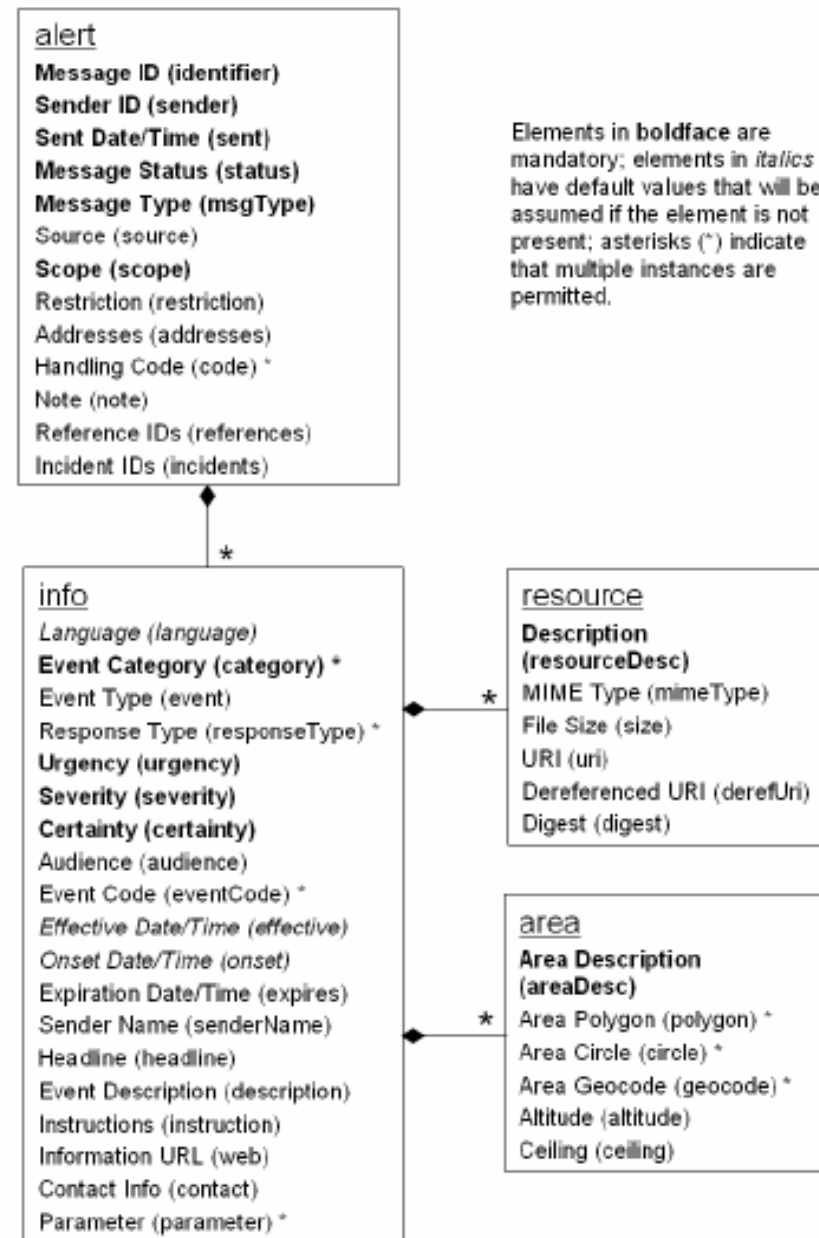 alert
Message ID (identifier)
Sender ID (sender)
Sent Date/Time (sent)
Message Status (status)
Message Type (msgType)
Source (source)
Scope (scope)
Restriction (restriction)
Addresses (addresses)
Handling Code (code) *
Note (note)
Reference IDs (references)
Incident IDs (incidents)
Elements in boldface are
mandatory; elements in italics
have default values that will be
assumed if the element is not
present; asterisks (*) indicate
that multiple instances are
permitted.
*
info
Language (language)
Event Category (category) *
Event Type (event)
Response Type (responseType) *
Urgency (urgency)
Severity (severity)
Certainty (certainty)
Audience (audience)
Event Code (eventCode) *
Effective Date/Time (effective)
Onset Date/Time (onset)
Expiration Date/Time (expires)
Sender Name (senderName)
Headline (headline)
Event Description (description)
Instructions (instruction)
Information URL (web)
Contact Info (contact)
Parameter (parameter) *
*
resource
Description
(resourceDesc)
MIME Type (mimeType)
File Size (size)
URI (uri)
Dereferenced URI (derefUri)
Digest (digest)
*
area
Area Description
(areaDesc)
Area Polygon (polygon) *
Area Circle (circle) *
Area Geocode (geocode) *
Altitude (altitude)
Ceiling (ceiling)